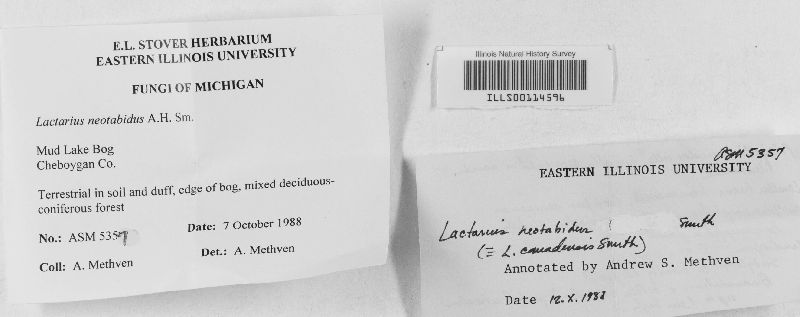 E.L. STOVER HERBARIUM
EASTERN ILLINOIS UNIVERSITY
FUNGI OF MICHIGAN
Lactarius neotabidus A.H. Sm.
Mud Lake Bog
Cheboygan Co.
Terrestrial in soil and duff, edge of bog, mixed deciduous-
coniferous forest
No.: ASM 5357
Date: 7 October 1988
Coll: A. Methven
Det.: A. Methven
Illinois Natural History Survey
ILLS00114596
ASM 5357
EASTERN ILLINOIS UNIVERSITY
Lactarius neotabidus ( Smith
(≡ L. canadensis Smith)
Annotated by Andrew S. Methven
Date 12.X.1988